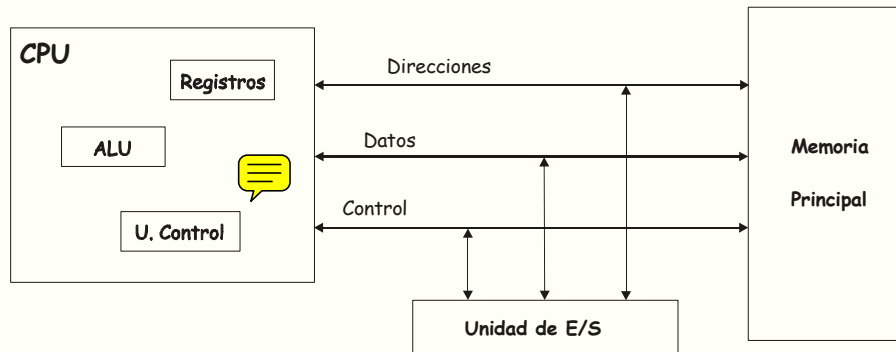 CPU
Registros
Direcciones
ALU
Datos
Memoria
Principal
Control
U. Control
Unidad de E/S